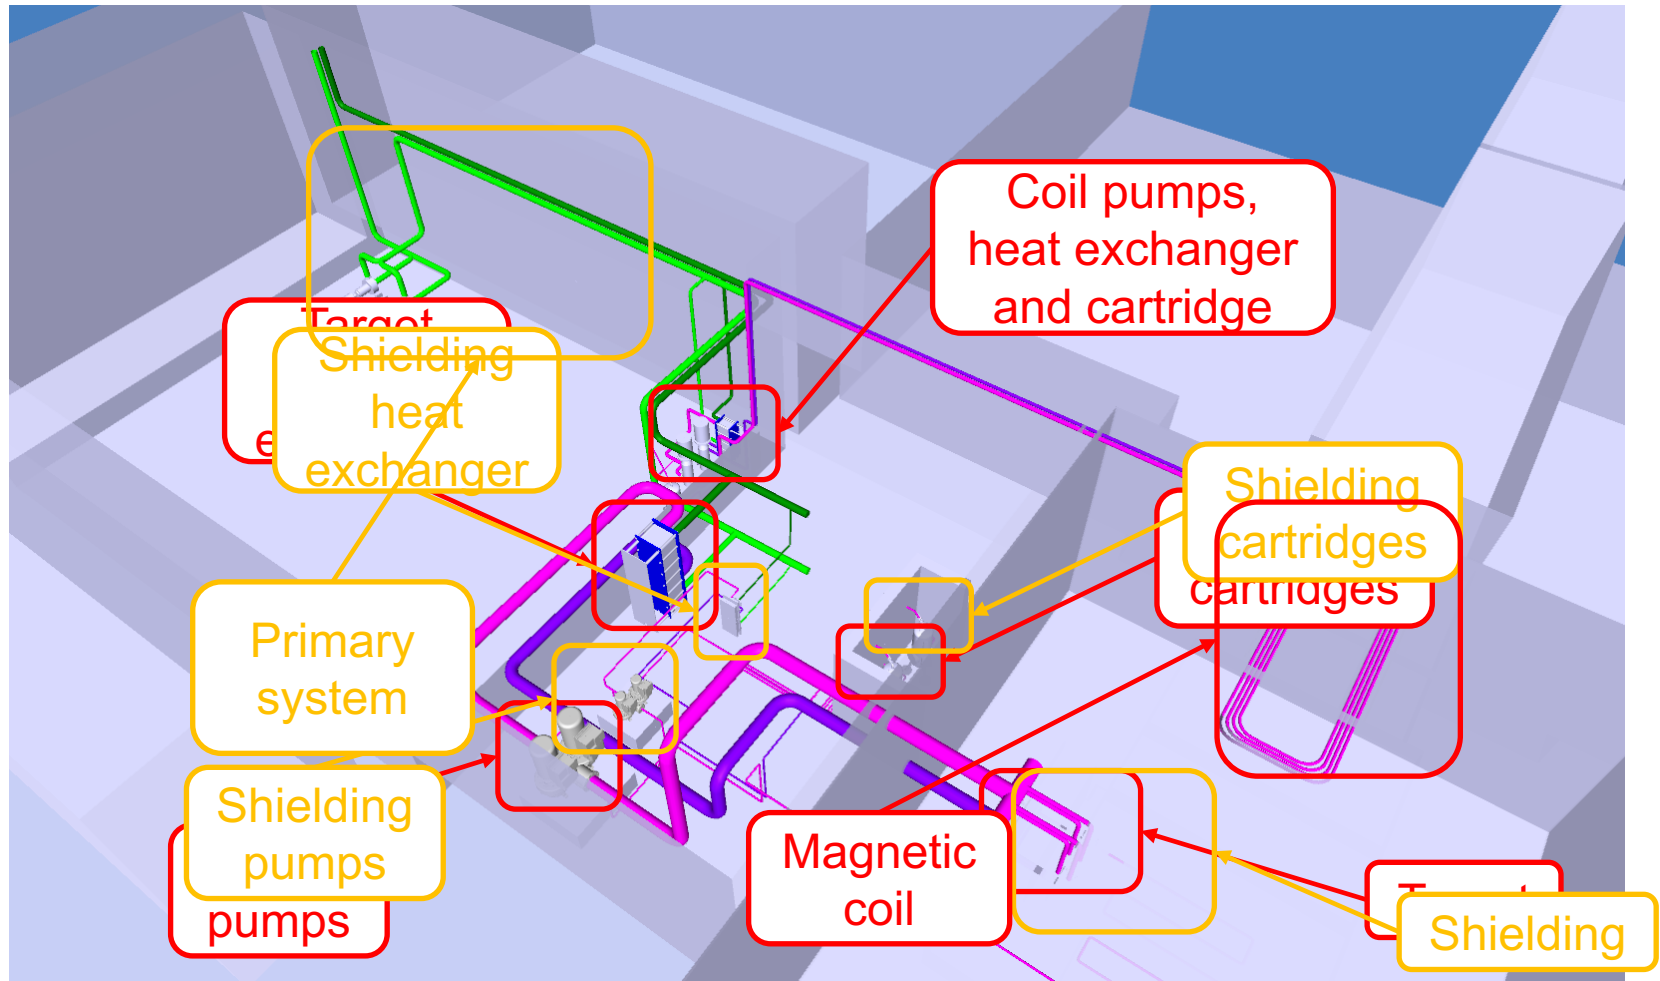 Coil pumps,
heat exchanger
and cartridge
Target
Shielding
heat
exchanger
Shielding
cartridges
cartridges
Primary
system
Shielding
pumps
pumps
Magnetic
coil
Target
Shielding